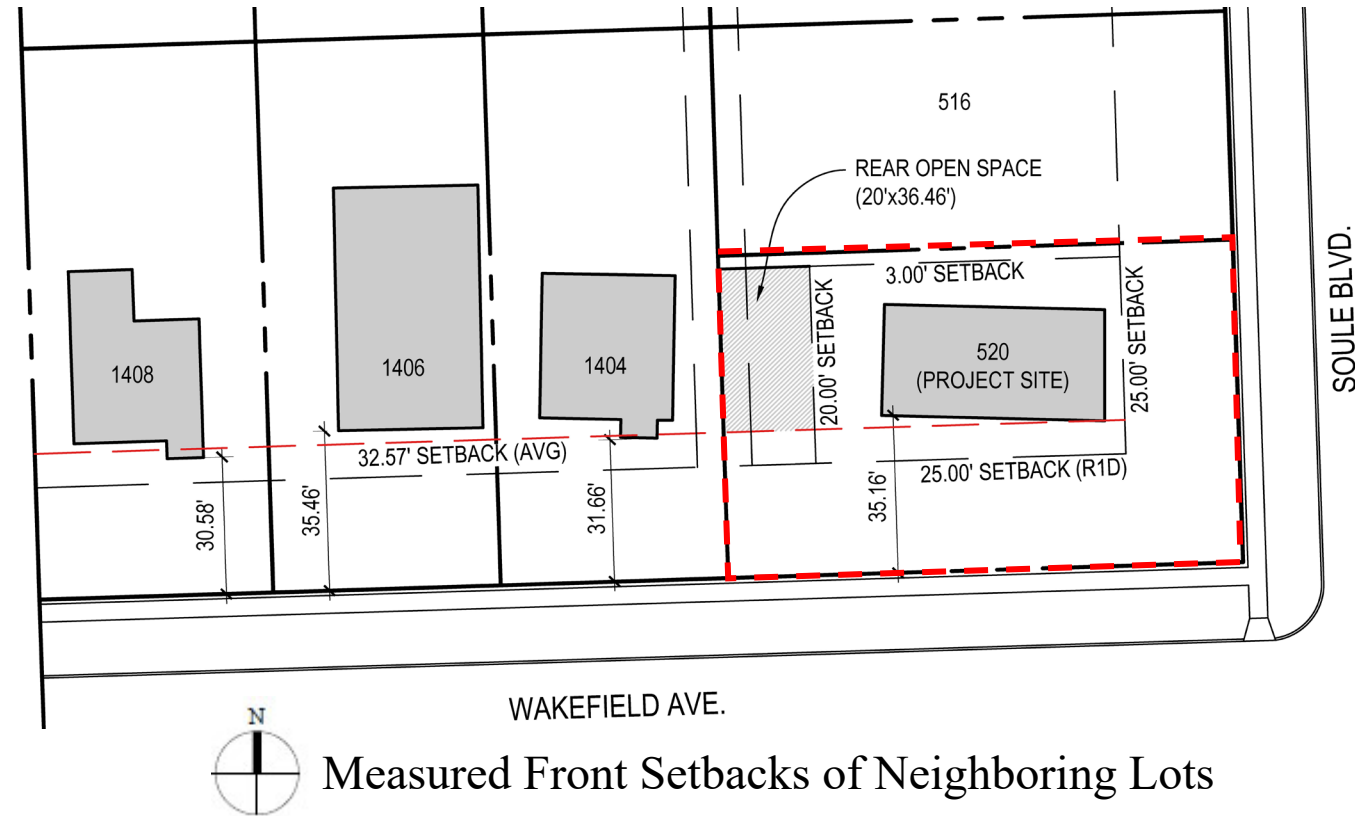 516
REAR OPEN SPACE
(20'x36.46')
3.00' SETBACK
20.00' SETBACK
25.00' SETBACK
SOULE BLVD.
1408
1406
1404
520
(PROJECT SITE)
32.57' SETBACK (AVG)
25.00' SETBACK (R1D)
30.58'
35.46'
31.66'
35.16'
WAKEFIELD AVE.
N
Measured Front Setbacks of Neighboring Lots